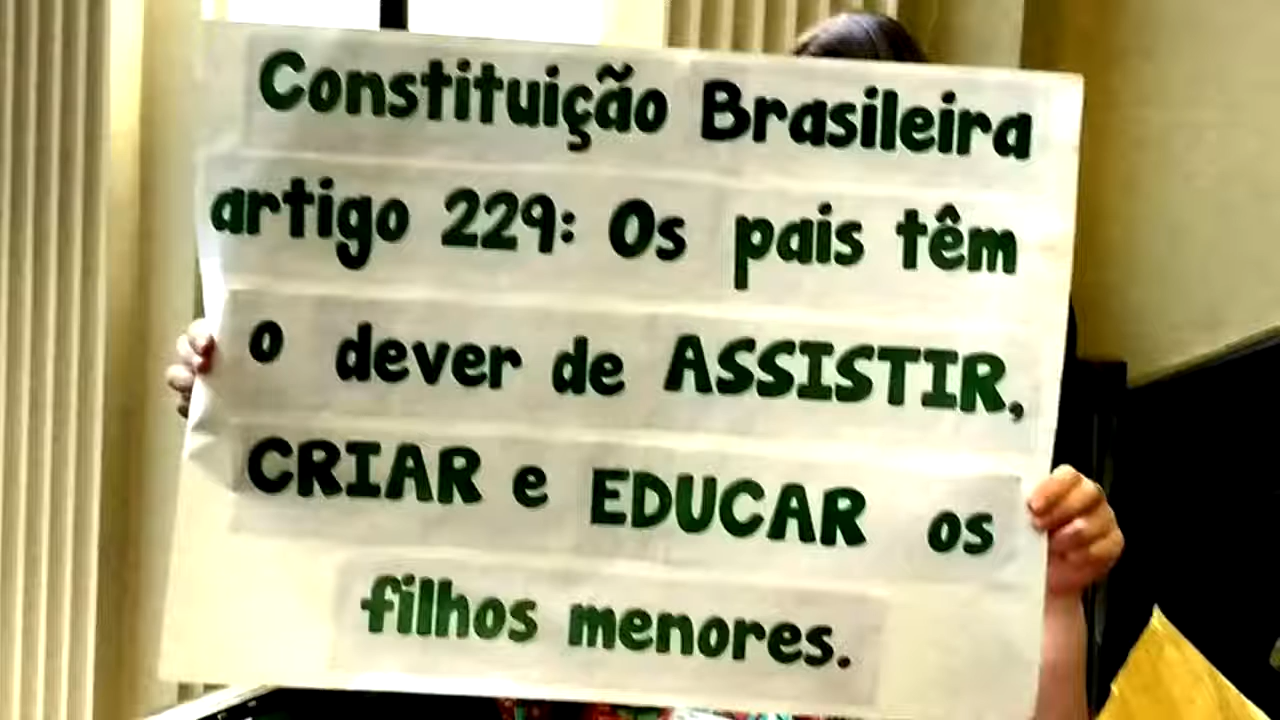 Constituição Brasileira
artigo 229: Os pais têm
o dever de ASSISTIR,
CRIAR e EDUCAR os
filhos menores.